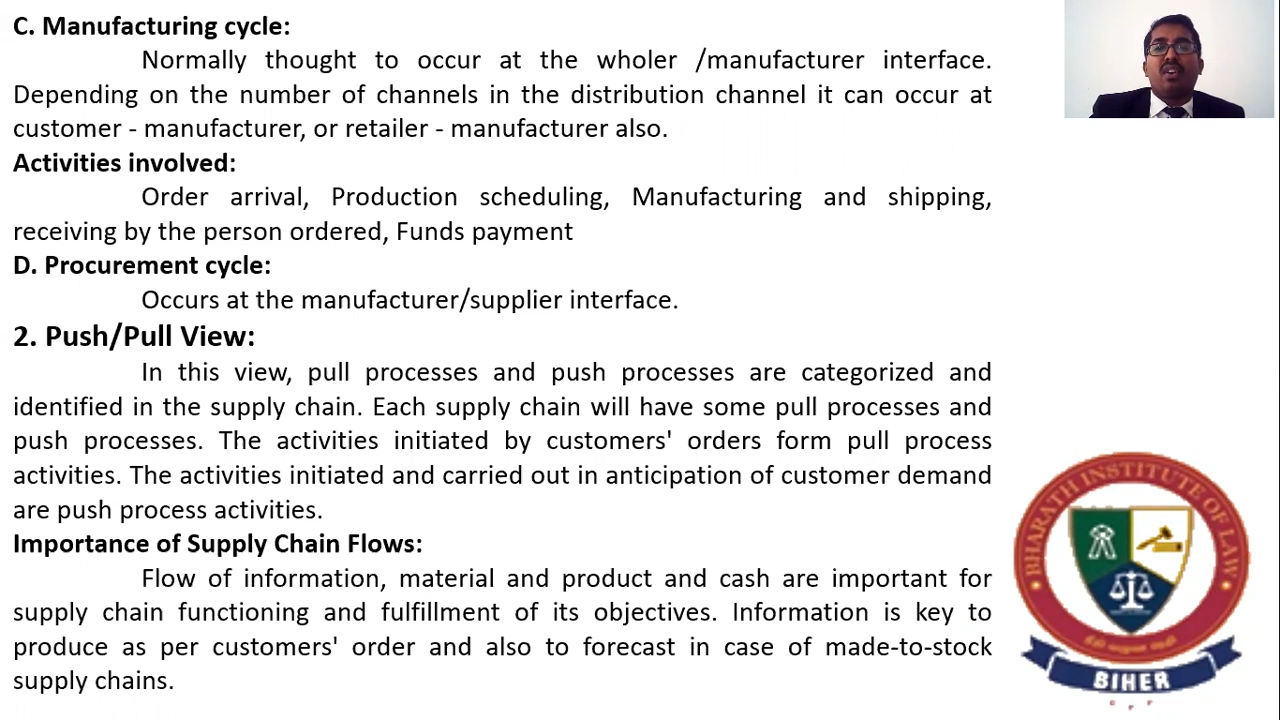 C. Manufacturing cycle:
Normally thought to occur at the wholer /manufacturer interface.
Depending on the number of channels in the distribution channel it can occur at
customer - manufacturer, or retailer - manufacturer also.
Activities involved:
Order arrival, Production scheduling, Manufacturing and shipping,
receiving by the person ordered, Funds payment
D. Procurement cycle:
Occurs at the manufacturer/supplier interface.
2. Push/Pull View:
In this view, pull processes and push processes are categorized and
identified in the supply chain. Each supply chain will have some pull processes and
push processes. The activities initiated by customers' orders form pull process
activities. The activities initiated and carried out in anticipation of customer demand
are push process activities.
Importance of Supply Chain Flows:
Flow of information, material and product and cash are important for
supply chain functioning and fulfillment of its objectives. Information is key to
produce as per customers' order and also to forecast in case of made-to-stock
supply chains.
BHARATH INSTITUTE OF LAW
BIHER